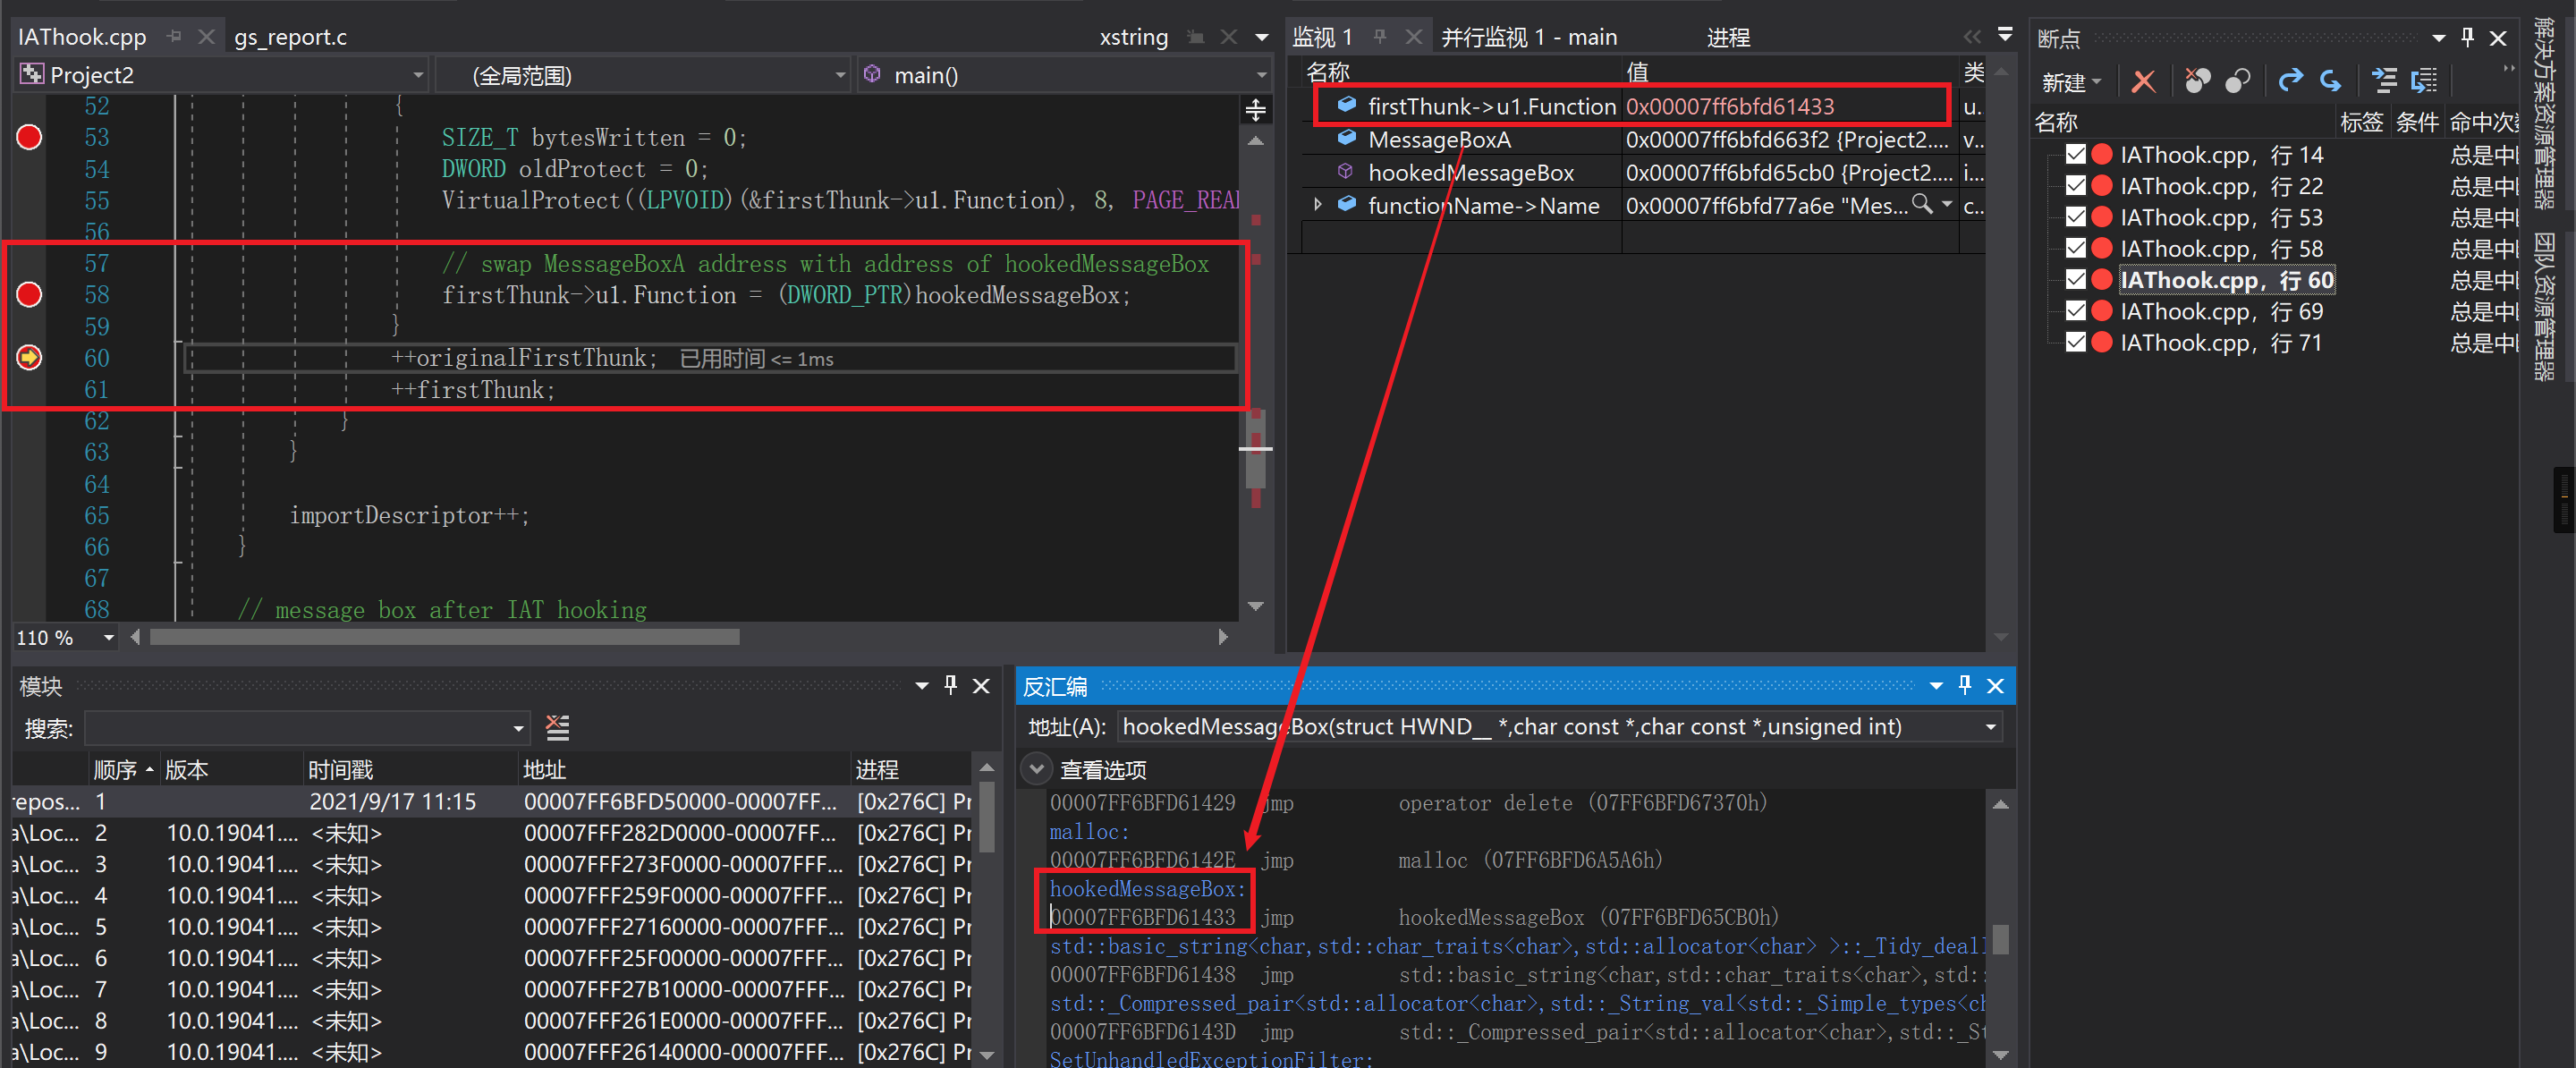 IAThook.cpp gs_report.c xstring
Project2 (全局范围) main()
52 {
53 SIZE_T bytesWritten = 0;
54 DWORD oldProtect = 0;
55 VirtualProtect((LPVOID)(&firstThunk->u1.Function), 8, PAGE_REA
56
57 // swap MessageBoxA address with address of hookedMessageBox
58 firstThunk->u1.Function = (DWORD_PTR)hookedMessageBox;
59 }
60 ++originalFirstThunk; 已用时间 <= 1ms
61 ++firstThunk;
62 }
63 }
64
65 importDescriptor++;
66 }
67
68 // message box after IAT hooking
110 %
监视 1 并行监视 1 - main 进程
名称 值 类
firstThunk->u1.Function 0x00007ff6bfd61433 u..
MessageBoxA 0x00007ff6bfd663f2 {Project2.... v...
hookedMessageBox 0x00007ff6bfd65cb0 {Project2.... i...
functionName->Name 0x00007ff6bfd77a6e "Mes... c...
断点
新建
名称 标签 条件 命中次
IAThook.cpp, 行 14 总是中
IAThook.cpp, 行 22 总是中
IAThook.cpp, 行 53 总是中
IAThook.cpp, 行 58 总是中
IAThook.cpp, 行 60 总是中
IAThook.cpp, 行 69 总是中
IAThook.cpp, 行 71 总是中
解决方案资源管理器
团队资源管理器
模块
搜索:
顺序 版本 时间戳 地址 进程
repos... 1 2021/9/17 11:15 00007FF6BFD50000-00007FF... [0x276C] Pr
a\Loc... 2 10.0.19041.... <未知> 00007FFF282D0000-00007FF... [0x276C] Pr
a\Loc... 3 10.0.19041.... <未知> 00007FFF273F0000-00007FFF... [0x276C] Pr
a\Loc... 4 10.0.19041.... <未知> 00007FFF259F0000-00007FFF... [0x276C] Pr
a\Loc... 5 10.0.19041.... <未知> 00007FFF27160000-00007FFF... [0x276C] Pr
a\Loc... 6 10.0.19041.... <未知> 00007FFF25F00000-00007FFF... [0x276C] Pr
a\Loc... 7 10.0.19041.... <未知> 00007FFF27B10000-00007FFF... [0x276C] Pr
a\Loc... 8 10.0.19041.... <未知> 00007FFF261E0000-00007FFF... [0x276C] Pr
a\Loc... 9 10.0.19041.... <未知> 00007FFF26140000-00007FFF... [0x276C] Pr
反汇编
地址(A): hookedMessageBox(struct HWND__ *,char const *,char const *,unsigned int)
查看选项
00007FF6BFD61429 jmp operator delete (07FF6BFD67370h)
malloc:
00007FF6BFD6142E jmp malloc (07FF6BFD6A5A6h)
hookedMessageBox:
00007FF6BFD61433 jmp hookedMessageBox (07FF6BFD65CB0h)
std::basic_string<char,std::char_traits<char>,std::allocator<char> >::_Tidy_deall
00007FF6BFD61438 jmp std::basic_string<char,std::char_traits<char>,std::
std::_Compressed_pair<std::allocator<char>,std::_String_val<std::_Simple_types<ch
00007FF6BFD6143D jmp std::_Compressed_pair<std::allocator<char>,std::_St
SetUnhandledExceptionFilter: